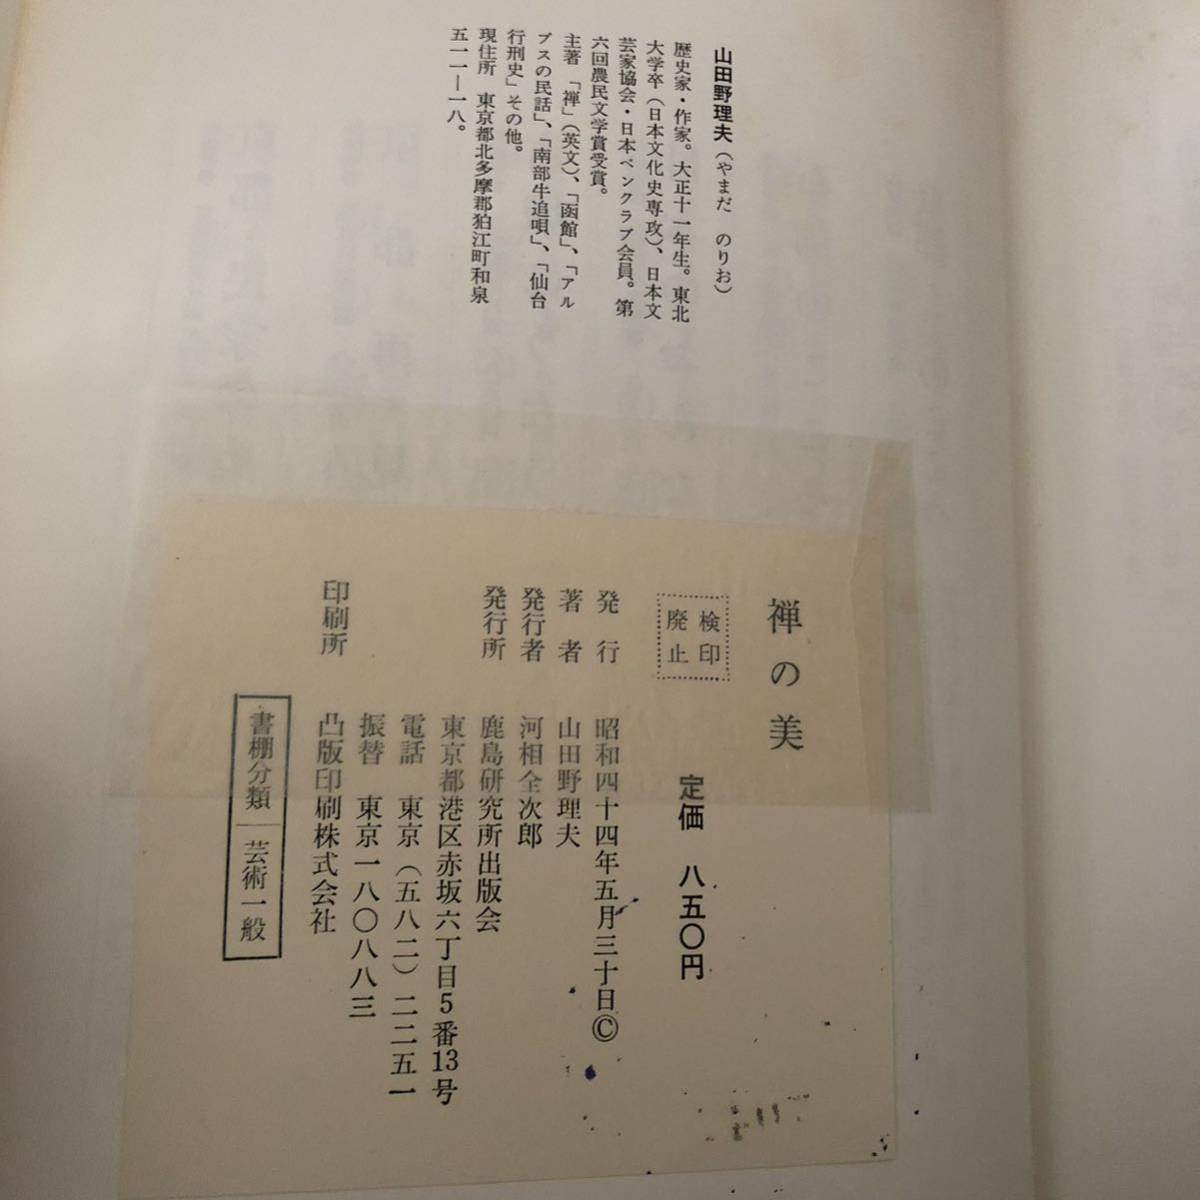 山田野理夫（やまだ のりお）
歴史家・作家。大正十一年生。東北
大学卒（日本文化史専攻）、日本文
芸家協会・日本ペンクラブ会員。第
六回農民文学賞受賞。
主著 「禅」（英文）、「函館」、「アル
プスの民話」、「南部牛追唄」、「仙台
行刑史」その他。
現住所 東京都北多摩郡狛江町和泉
五一一―一八。
禅の美
定価 八五〇円
検印
廃止
発行 昭和四十四年五月三十日©
著者 山田野理夫
発行者 河相全次郎
発行所 鹿島研究所出版会
東京都港区赤坂六丁目5番13号
電話 東京（五八二）二二五一
振替 東京一八〇八八三
印刷所 凸版印刷株式会社
書棚分類 芸術一般